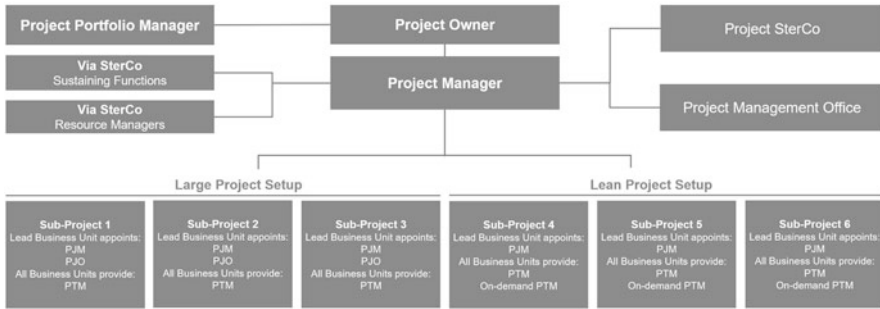 Project Portfolio Manager
Project Owner
Project SterCo
Via SterCo
Sustaining Functions
Project Manager
Via SterCo
Resource Managers
Project Management Office
Large Project Setup
Lean Project Setup
Sub-Project 1
Lead Business Unit appoints:
PJM
PJO
All Business Units provide:
PTM
Sub-Project 2
Lead Business Unit appoints:
PJM
PJO
All Business Units provide:
PTM
Sub-Project 3
Lead Business Unit appoints:
PJM
PJO
All Business Units provide:
PTM
Sub-Project 4
Lead Business Unit appoints:
PJM
All Business Units provide:
PTM
On-demand PTM
Sub-Project 5
Lead Business Unit appoints:
PJM
All Business Units provide:
PTM
On-demand PTM
Sub-Project 6
Lead Business Unit appoints:
PJM
All Business Units provide:
PTM
On-demand PTM